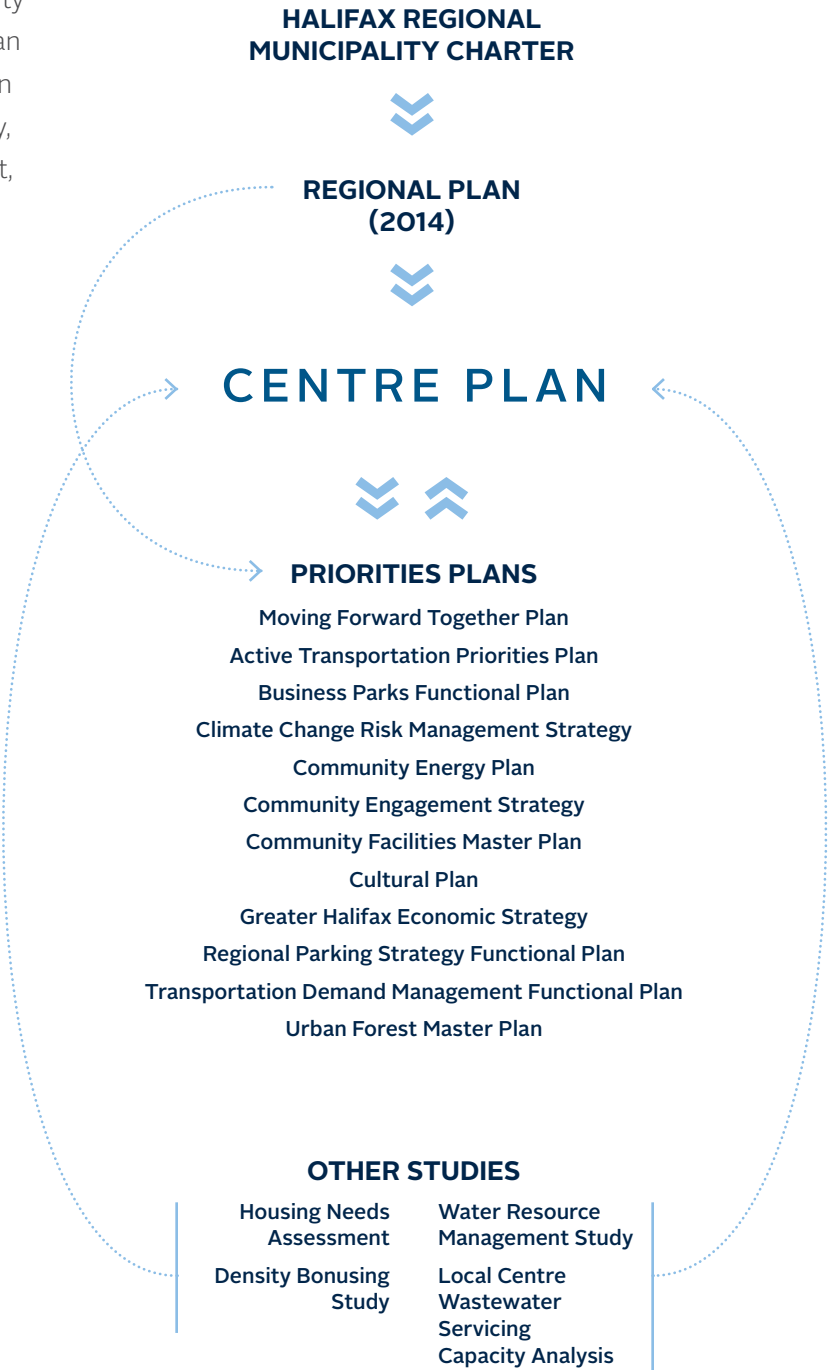 HALIFAX REGIONAL
MUNICIPALITY CHARTER
REGIONAL PLAN
(2014)
CENTRE PLAN
PRIORITIES PLANS
Moving Forward Together Plan
Active Transportation Priorities Plan
Business Parks Functional Plan
Climate Change Risk Management Strategy
Community Energy Plan
Community Engagement Strategy
Community Facilities Master Plan
Cultural Plan
Greater Halifax Economic Strategy
Regional Parking Strategy Functional Plan
Transportation Demand Management Functional Plan
Urban Forest Master Plan
OTHER STUDIES
Housing Needs
Assessment
Density Bonusing
Study
Water Resource
Management Study
Local Centre
Wastewater
Servicing
Capacity Analysis